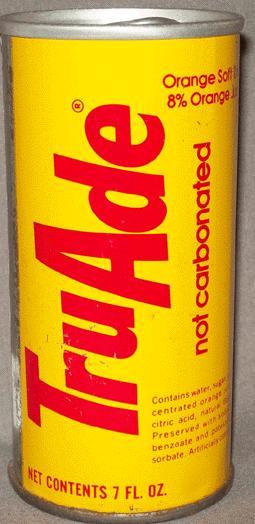 Orange Soft
8% Orange
TruAde®
not carbonated
Contains water, sugar,
centrated orange
citric acid, natural
Preserved with
benzoate and
sorbate. Artificially
NET CONTENTS 7 FL. OZ.